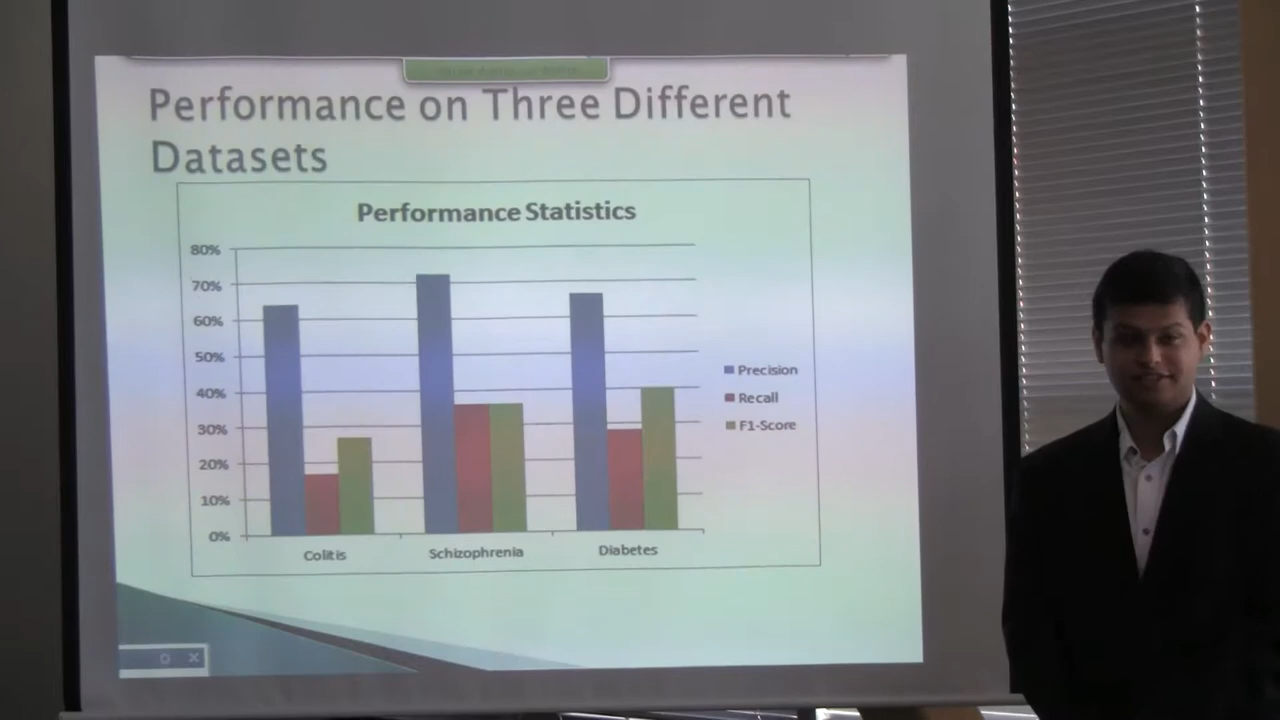 Performance on Three Different
Datasets
Performance Statistics
80%
70%
60%
50%
40%
30%
20%
10%
0%
Colitis
Schizophrenia
Diabetes
Precision
Recall
F1-Score